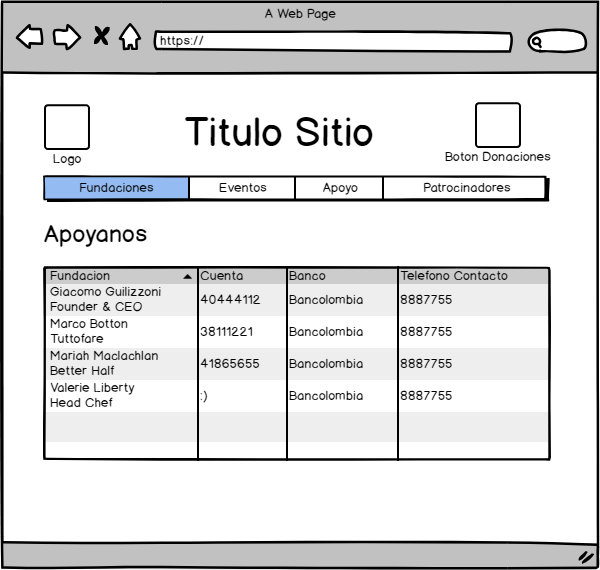 A Web Page
https://
Titulo Sitio
Logo
Boton Donaciones
Fundaciones Eventos Apoyo Patrocinadores
Apoyanos
Fundacion Cuenta Banco Telefono Contacto
Giacomo Guilizzoni
Founder & CEO
40444112 Bancolombia 8887755
Marco Botton
Tuttofare
38111221 Bancolombia 8887755
Mariah Maclachlan
Better Half
41865655 Bancolombia 8887755
Valerie Liberty
Head Chef
:) Bancolombia 8887755